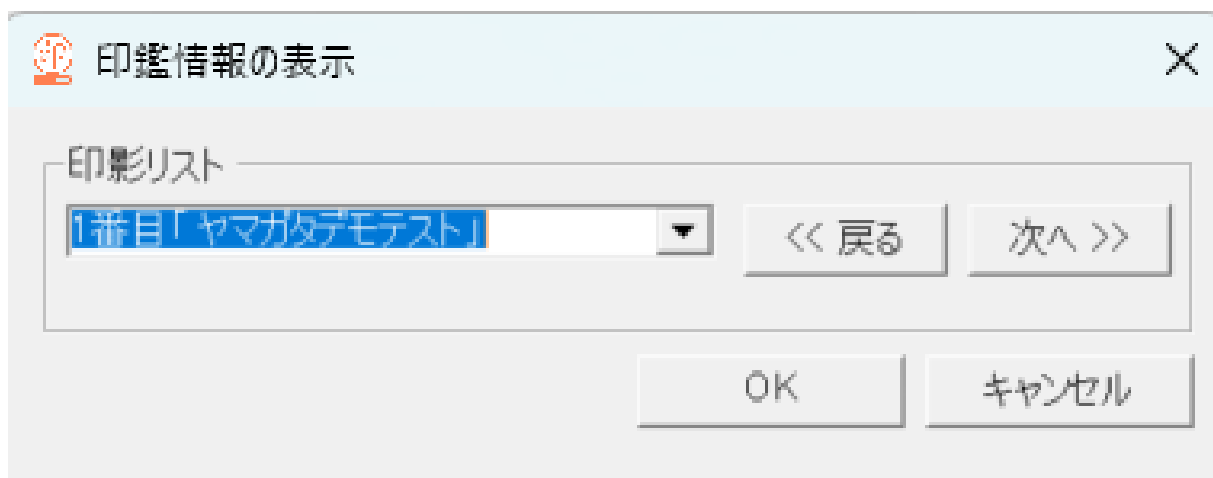 印鑑情報の表示
印影リスト
1番目「ヤマガタデモテスト」
<< 戻る
次へ >>
OK
キャンセル